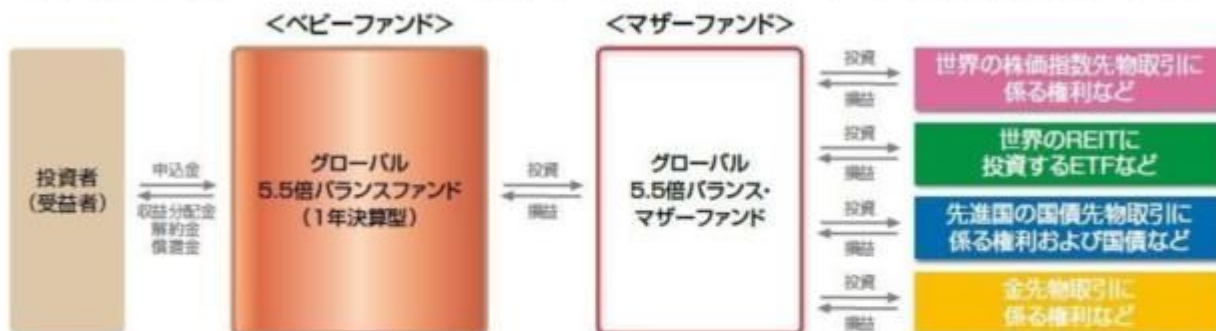 <ベビーファンド>
<マザーファンド>
投資者
(受益者)
申込金
収益分配金
解約金
償還金
グローバル
5.5倍バランスファンド
(1年決算型)
投資
損益
グローバル
5.5倍バランス・
マザーファンド
投資
損益
世界の株価指数先物取引に
係る権利など
投資
損益
世界のREITに
投資するETFなど
投資
損益
先進国の国債先物取引に
係る権利および国債など
投資
損益
金先物取引に
係る権利など